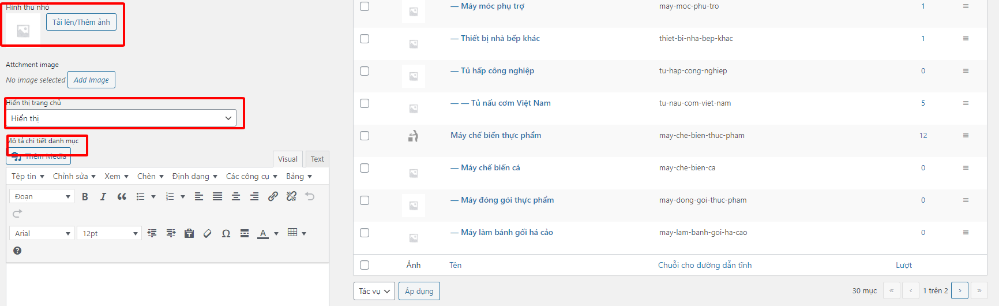 Hình thu nhỏ
Tải lên/Thêm ảnh
Attchment image
No image selected Add Image
Hiển thị trang chủ
Hiển thị
Mô tả chi tiết danh mục
Thêm Media
Visual Text
Tệp tin Chỉnh sửa Xem Chèn Định dạng Các công cụ Bảng
Đoạn
Arial 12pt
— Máy móc phụ trợ may-moc-phu-tro 1
— Thiết bị nhà bếp khác thiet-bi-nha-bep-khac 1
— Tủ hấp công nghiệp tu-hap-cong-nghiep 0
— — Tủ nấu cơm Việt Nam tu-nau-com-viet-nam 5
Máy chế biến thực phẩm may-che-bien-thuc-pham 12
— Máy chế biến cá may-che-bien-ca 0
— Máy đóng gói thực phẩm may-dong-goi-thuc-pham 0
— Máy làm bánh gối há cảo may-lam-banh-goi-ha-cao 0
Ảnh Tên Chuỗi cho đường dẫn tĩnh Lượt
Tác vụ Áp dụng 30 mục « ‹ 1 trên 2 › »